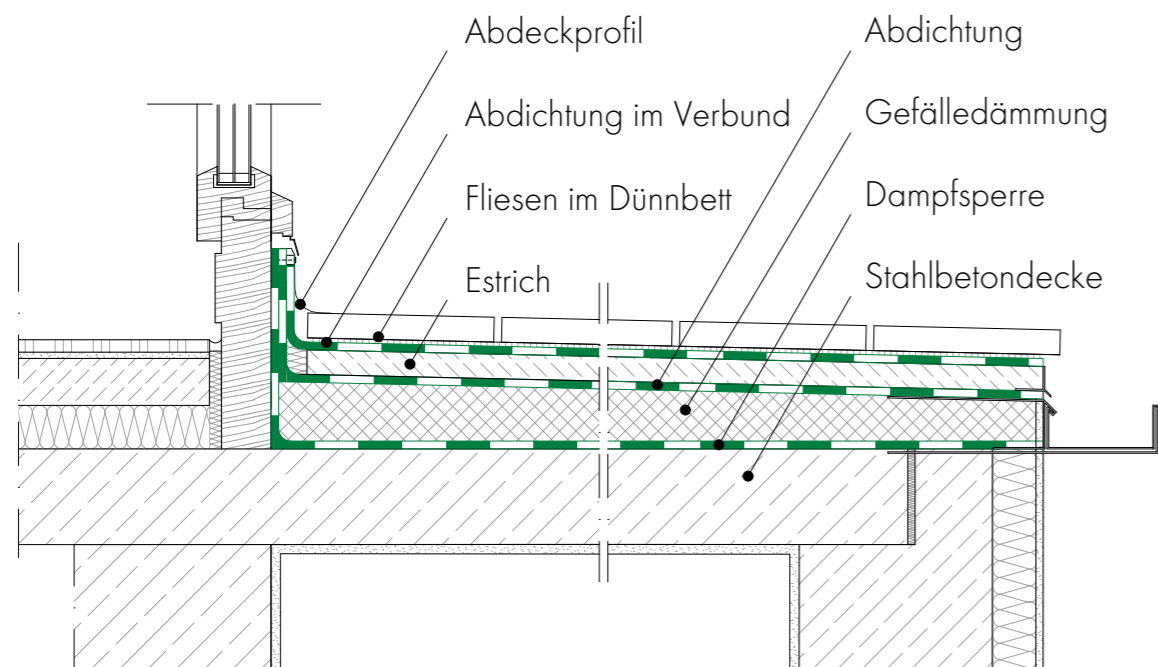 Abdeckprofil
Abdichtung im Verbund
Fliesen im Dünnbett
Estrich
Abdichtung
Gefälledämmung
Dampfsperre
Stahlbetondecke